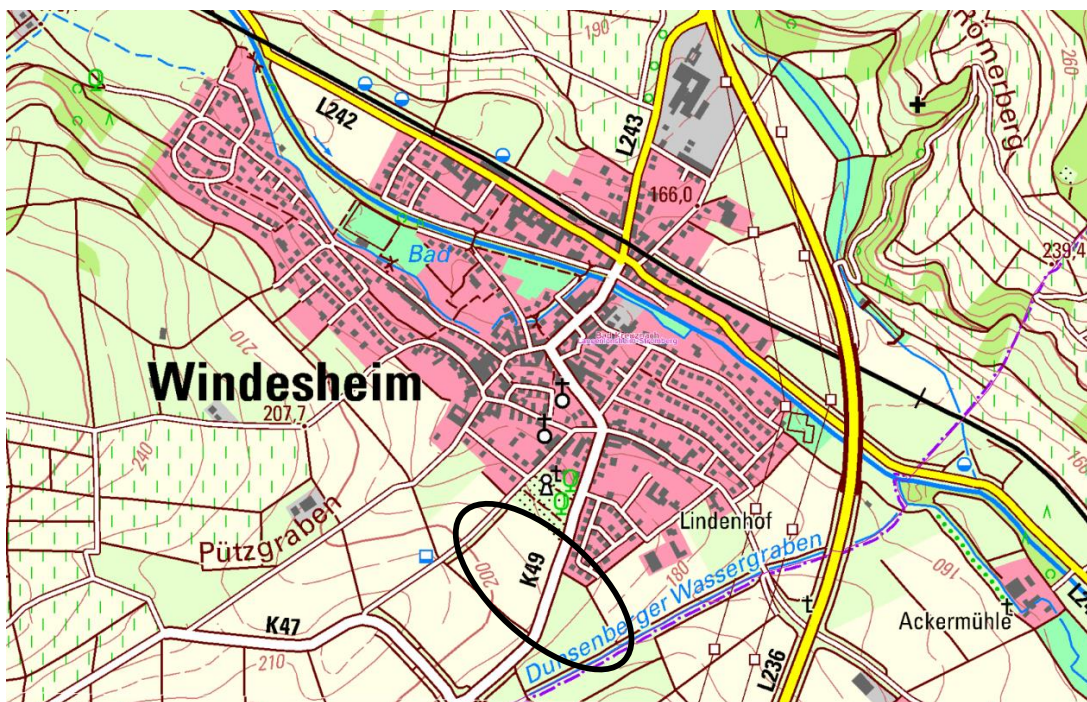 190
Römerberg
260
L242
L243
166,0
Bad
239,4
210
Windesheim
207,7
240
Lindenhof
Pützgraben
200
K49
180
Dunsenberger Wassergraben
160
K47
210
Ackermühle
L236